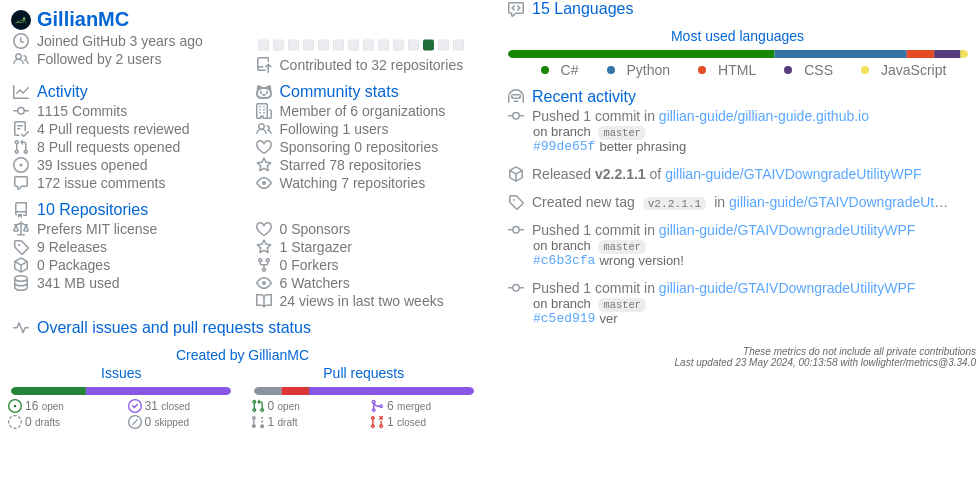 GillianMC
Joined GitHub 3 years ago
Followed by 2 users
Contributed to 32 repositories
Activity
1115 Commits
4 Pull requests reviewed
8 Pull requests opened
39 Issues opened
172 issue comments
Community stats
Member of 6 organizations
Following 1 users
Sponsoring 0 repositories
Starred 78 repositories
Watching 7 repositories
10 Repositories
Prefers MIT license
9 Releases
0 Packages
341 MB used
0 Sponsors
1 Stargazer
0 Forkers
6 Watchers
24 views in last two weeks
Overall issues and pull requests status
Created by GillianMC
Issues
16 open
31 closed
0 drafts
0 skipped
Pull requests
0 open
6 merged
1 draft
1 closed
15 Languages
Most used languages
C# Python HTML CSS JavaScript
Recent activity
Pushed 1 commit in gillian-guide/gillian-guide.github.io
on branch master
#99de65f better phrasing
Released v2.2.1.1 of gillian-guide/GTAIVDowngradeUtilityWPF
Created new tag v2.2.1.1 in gillian-guide/GTAIVDowngradeUt…
Pushed 1 commit in gillian-guide/GTAIVDowngradeUtilityWPF
on branch master
#c6b3cfa wrong version!
Pushed 1 commit in gillian-guide/GTAIVDowngradeUtilityWPF
on branch master
#c5ed919 ver
These metrics do not include all private contributions
Last updated 23 May 2024, 00:13:58 with lowlighter/metrics@3.34.0